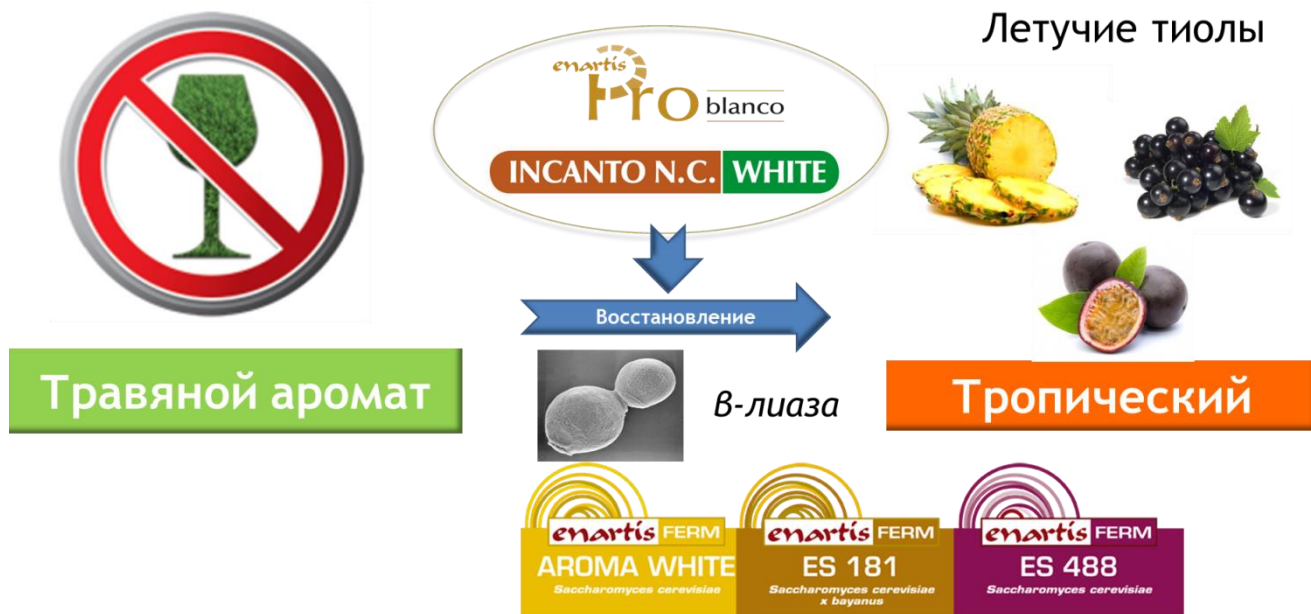 Летучие тиолы
enartis
Pro blanco
INCANTO N.C. WHITE
Восстановление
Травяной аромат
β-лиаза
Тропический
enartis FERM
AROMA WHITE
Saccharomyces cerevisiae
enartis FERM
ES 181
Saccharomyces cerevisiae
x bayanus
enartis FERM
ES 488
Saccharomyces cerevisiae